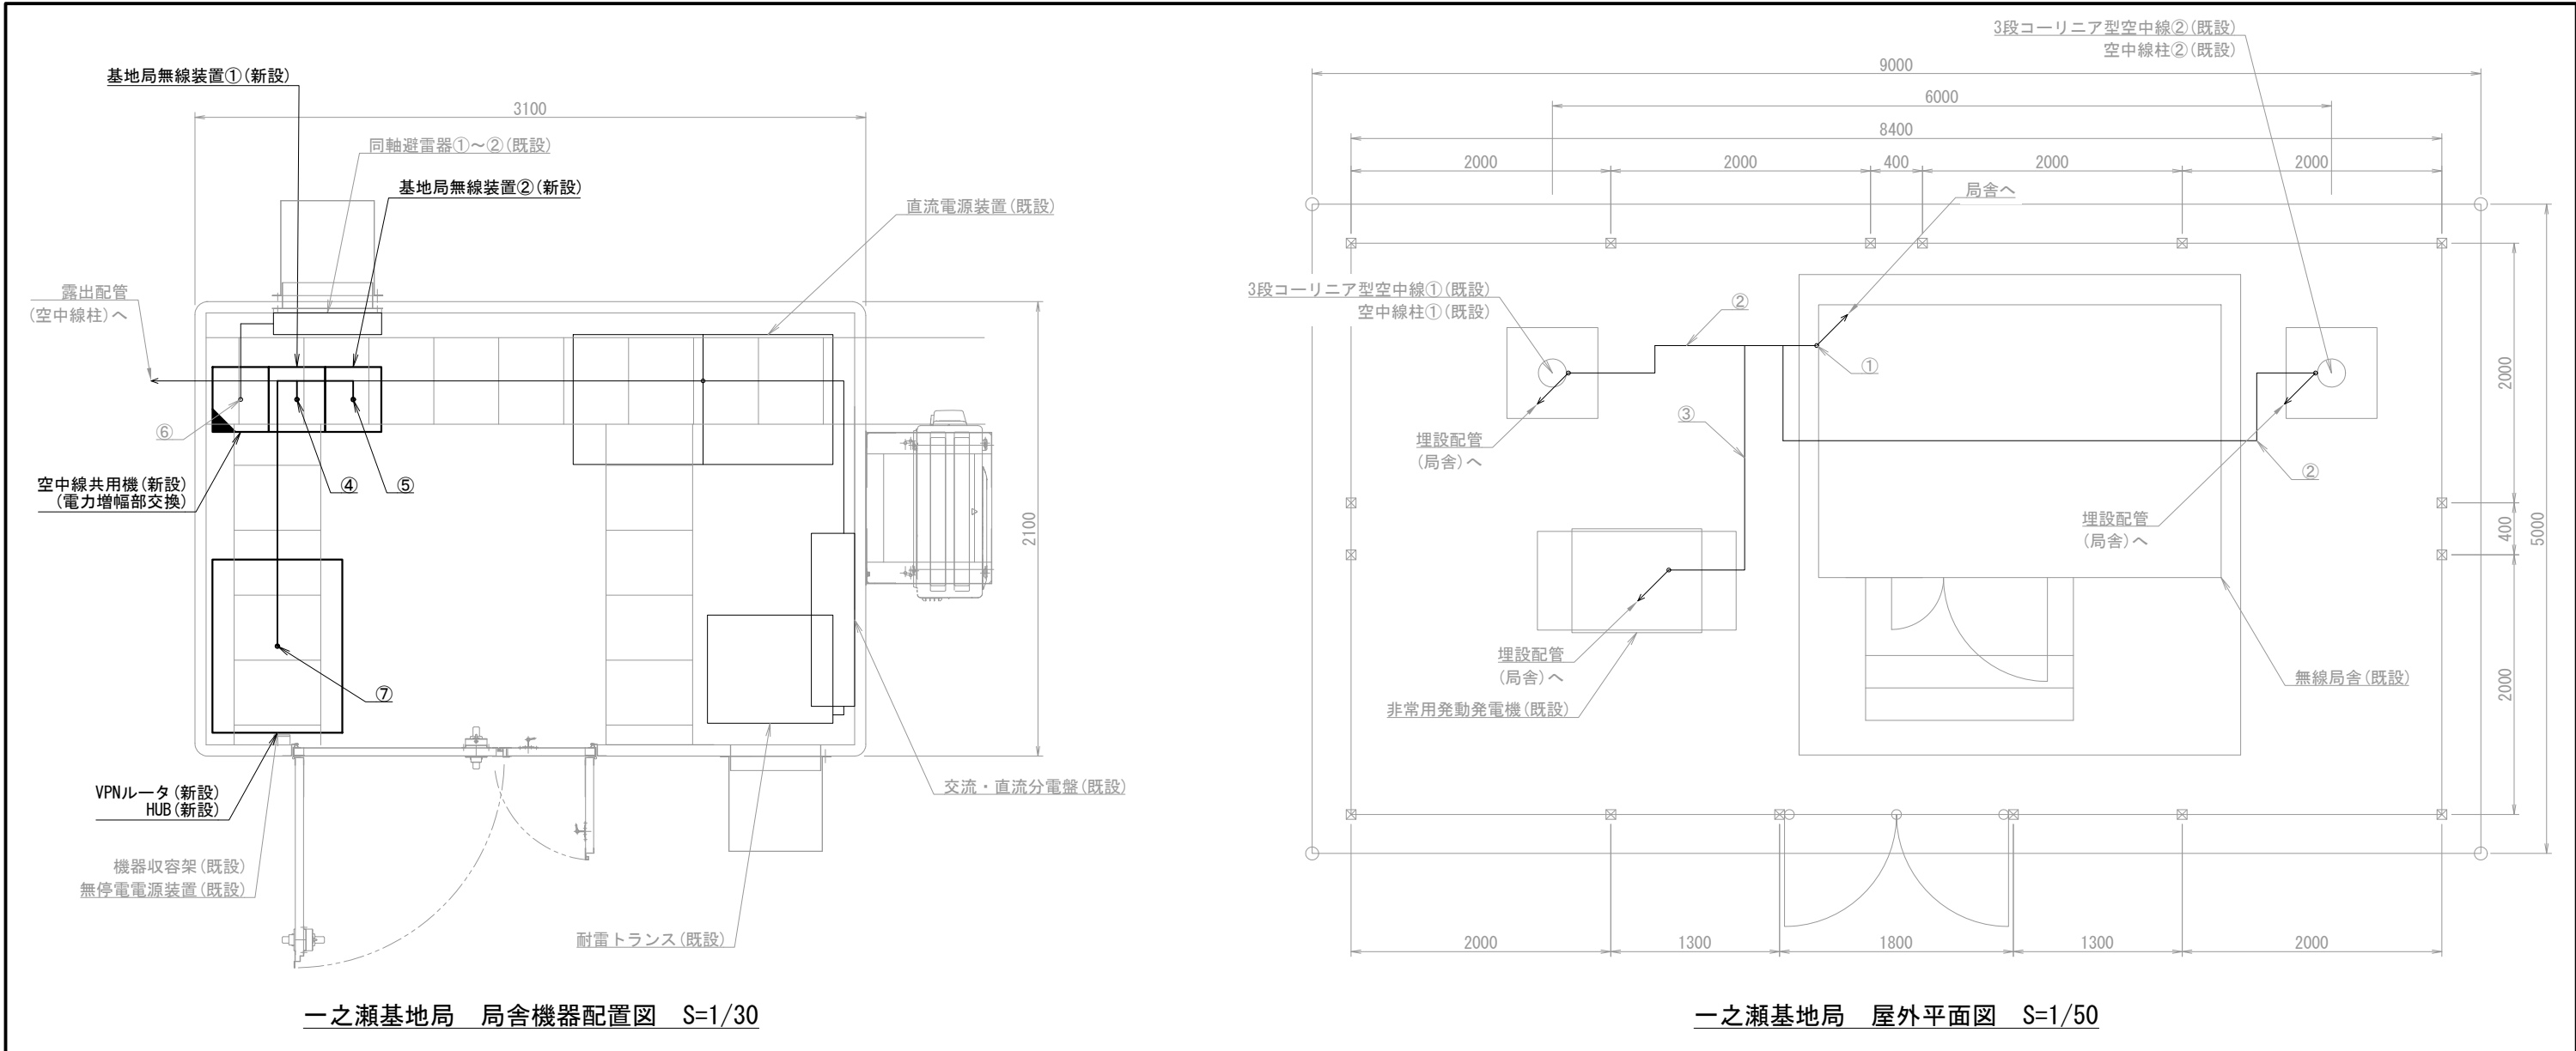 基地局無線装置①(新設)
3100
同軸避雷器①～②(既設)
基地局無線装置②(新設)
直流電源装置(既設)
露出配管
(空中線柱)へ
⑥
空中線共用機(新設)
(電力増幅部交換)
④
⑤
2100
⑦
VPNルータ(新設)
HUB(新設)
機器収容架(既設)
無停電電源装置(既設)
交流・直流分電盤(既設)
耐雷トランス(既設)
一之瀬基地局　局舎機器配置図　S=1/30
3段コーリニア型空中線②(既設)
空中線柱②(既設)
9000
6000
8400
2000
2000
400
2000
2000
局舎へ
3段コーリニア型空中線①(既設)
空中線柱①(既設)
②
①
③
埋設配管
(局舎)へ
②
埋設配管
(局舎)へ
2000
400
5000
2000
埋設配管
(局舎)へ
非常用発動発電機(既設)
無線局舎(既設)
2000
1300
1800
1300
2000
一之瀬基地局　屋外平面図　S=1/50